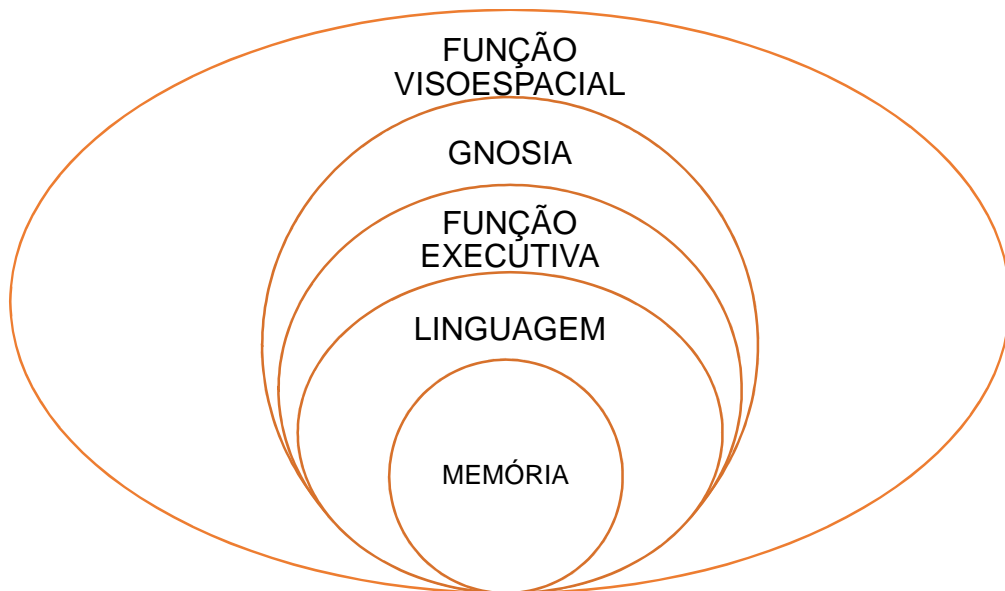 FUNÇÃO
VISOESPACIAL
GNOSIA
FUNÇÃO
EXECUTIVA
LINGUAGEM
MEMÓRIA